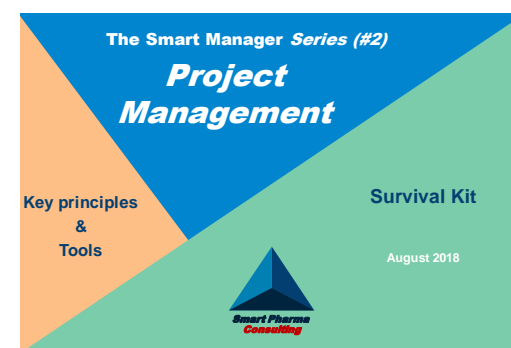 The Smart Manager Series (#2)
Project
Management
Key principles
&
Tools
Survival Kit
August 2018
Smart Pharma
Consulting